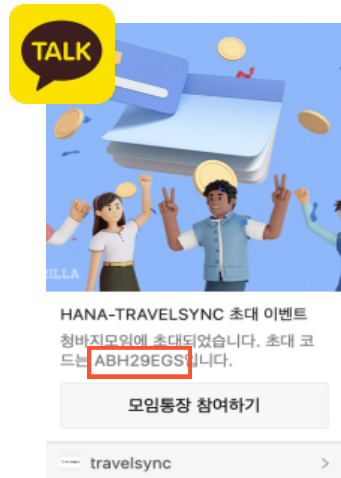 TALK
ILLA
HANA-TRAVELSYNC 초대 이벤트
청바지모임에 초대되었습니다. 초대 코
드는 ABH29EGS입니다.
모임통장 참여하기
travelsync